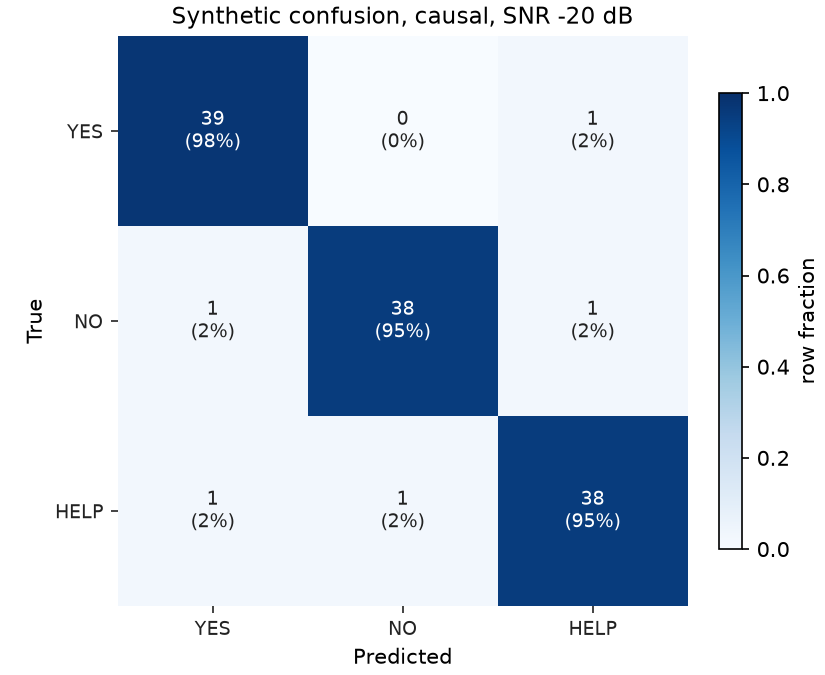 Synthetic confusion, causal, SNR -20 dB
YES
39
(98%)
0
(0%)
1
(2%)
NO
1
(2%)
38
(95%)
1
(2%)
HELP
1
(2%)
1
(2%)
38
(95%)
True
YES
NO
HELP
Predicted
1.0
0.8
0.6
0.4
0.2
0.0
row fraction